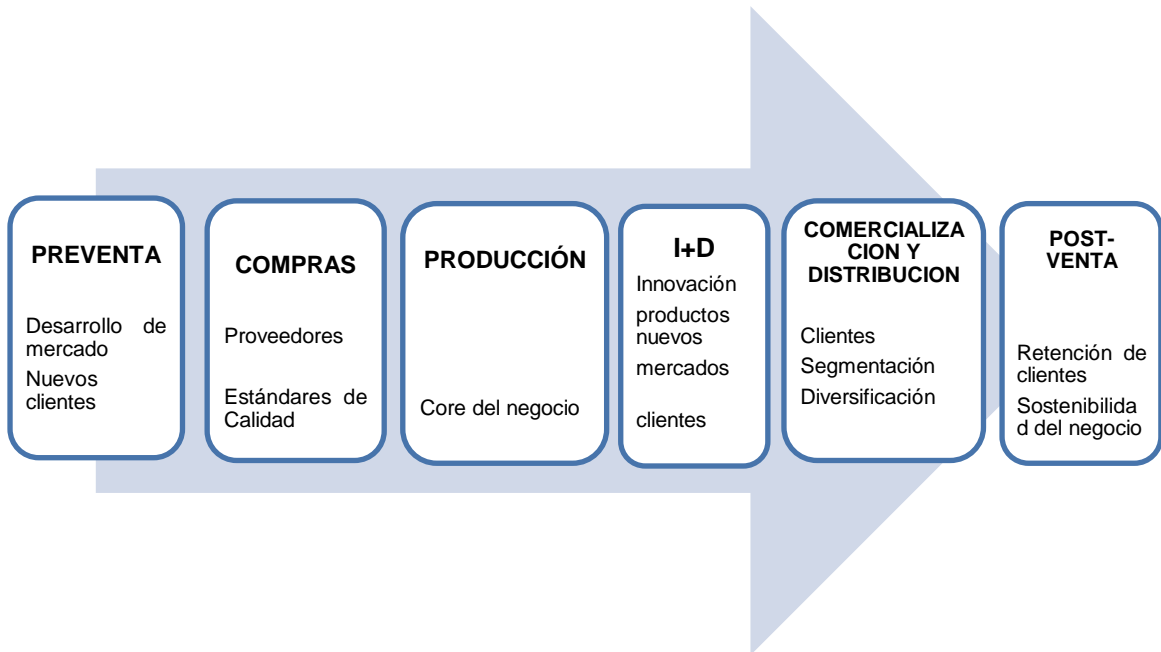 PREVENTA
Desarrollo de
mercado
Nuevos
clientes
COMPRAS
Proveedores
Estándares de
Calidad
PRODUCCIÓN
Core del negocio
I+D
Innovación
productos
nuevos
mercados
clientes
COMERCIALIZA
CION Y
DISTRIBUCION
Clientes
Segmentación
Diversificación
POST-
VENTA
Retención de
clientes
Sostenibilida
d del negocio